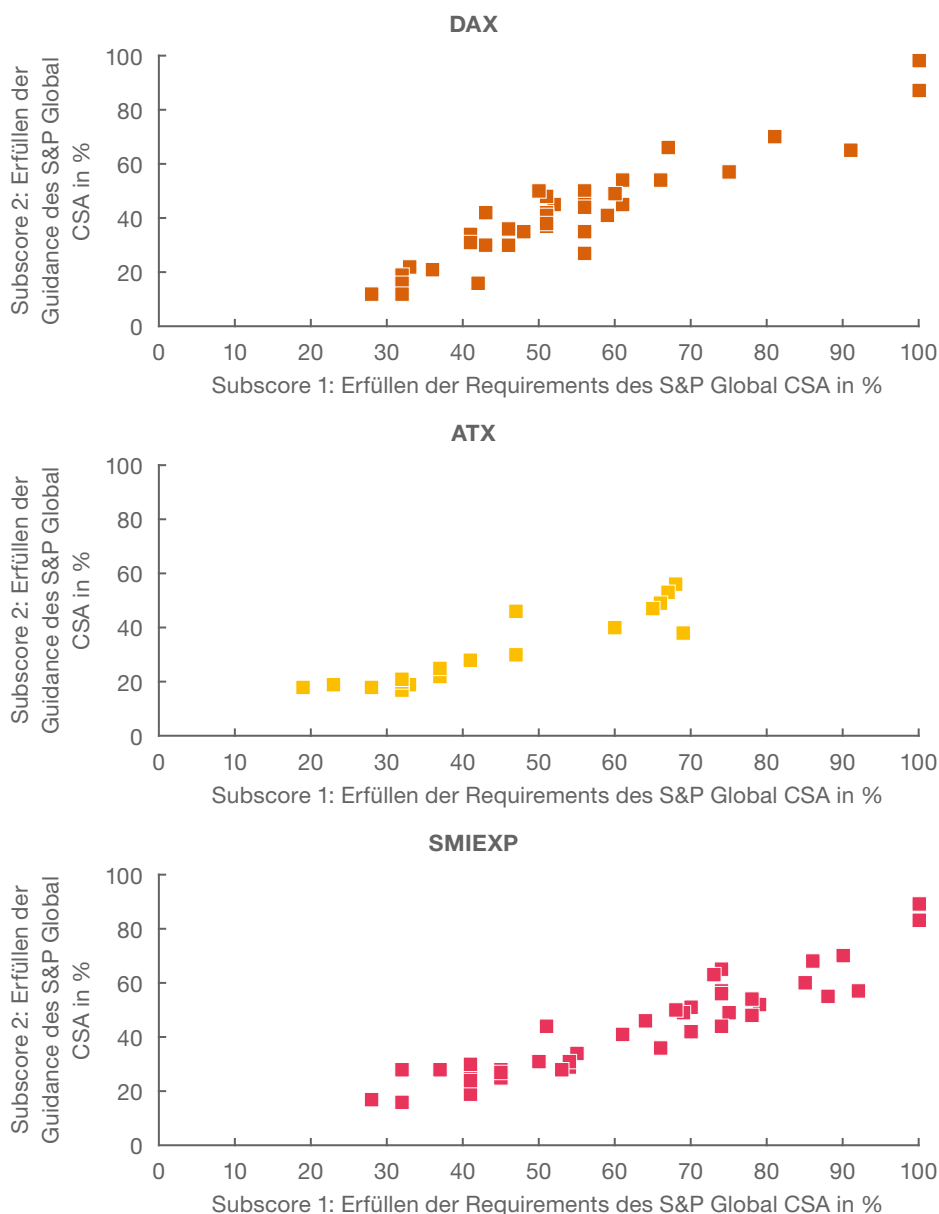 DAX
Subscore 2: Erfüllen der
Guidance des S&P Global
CSA in %
100
80
60
40
20
0
0 10 20 30 40 50 60 70 80 90 100
Subscore 1: Erfüllen der Requirements des S&P Global CSA in %
ATX
Subscore 2: Erfüllen der
Guidance des S&P Global
CSA in %
100
80
60
40
20
0
0 10 20 30 40 50 60 70 80 90 100
Subscore 1: Erfüllen der Requirements des S&P Global CSA in %
SMIEXP
Subscore 2: Erfüllen der
Guidance des S&P Global
CSA in %
100
80
60
40
20
0
0 10 20 30 40 50 60 70 80 90 100
Subscore 1: Erfüllen der Requirements des S&P Global CSA in %